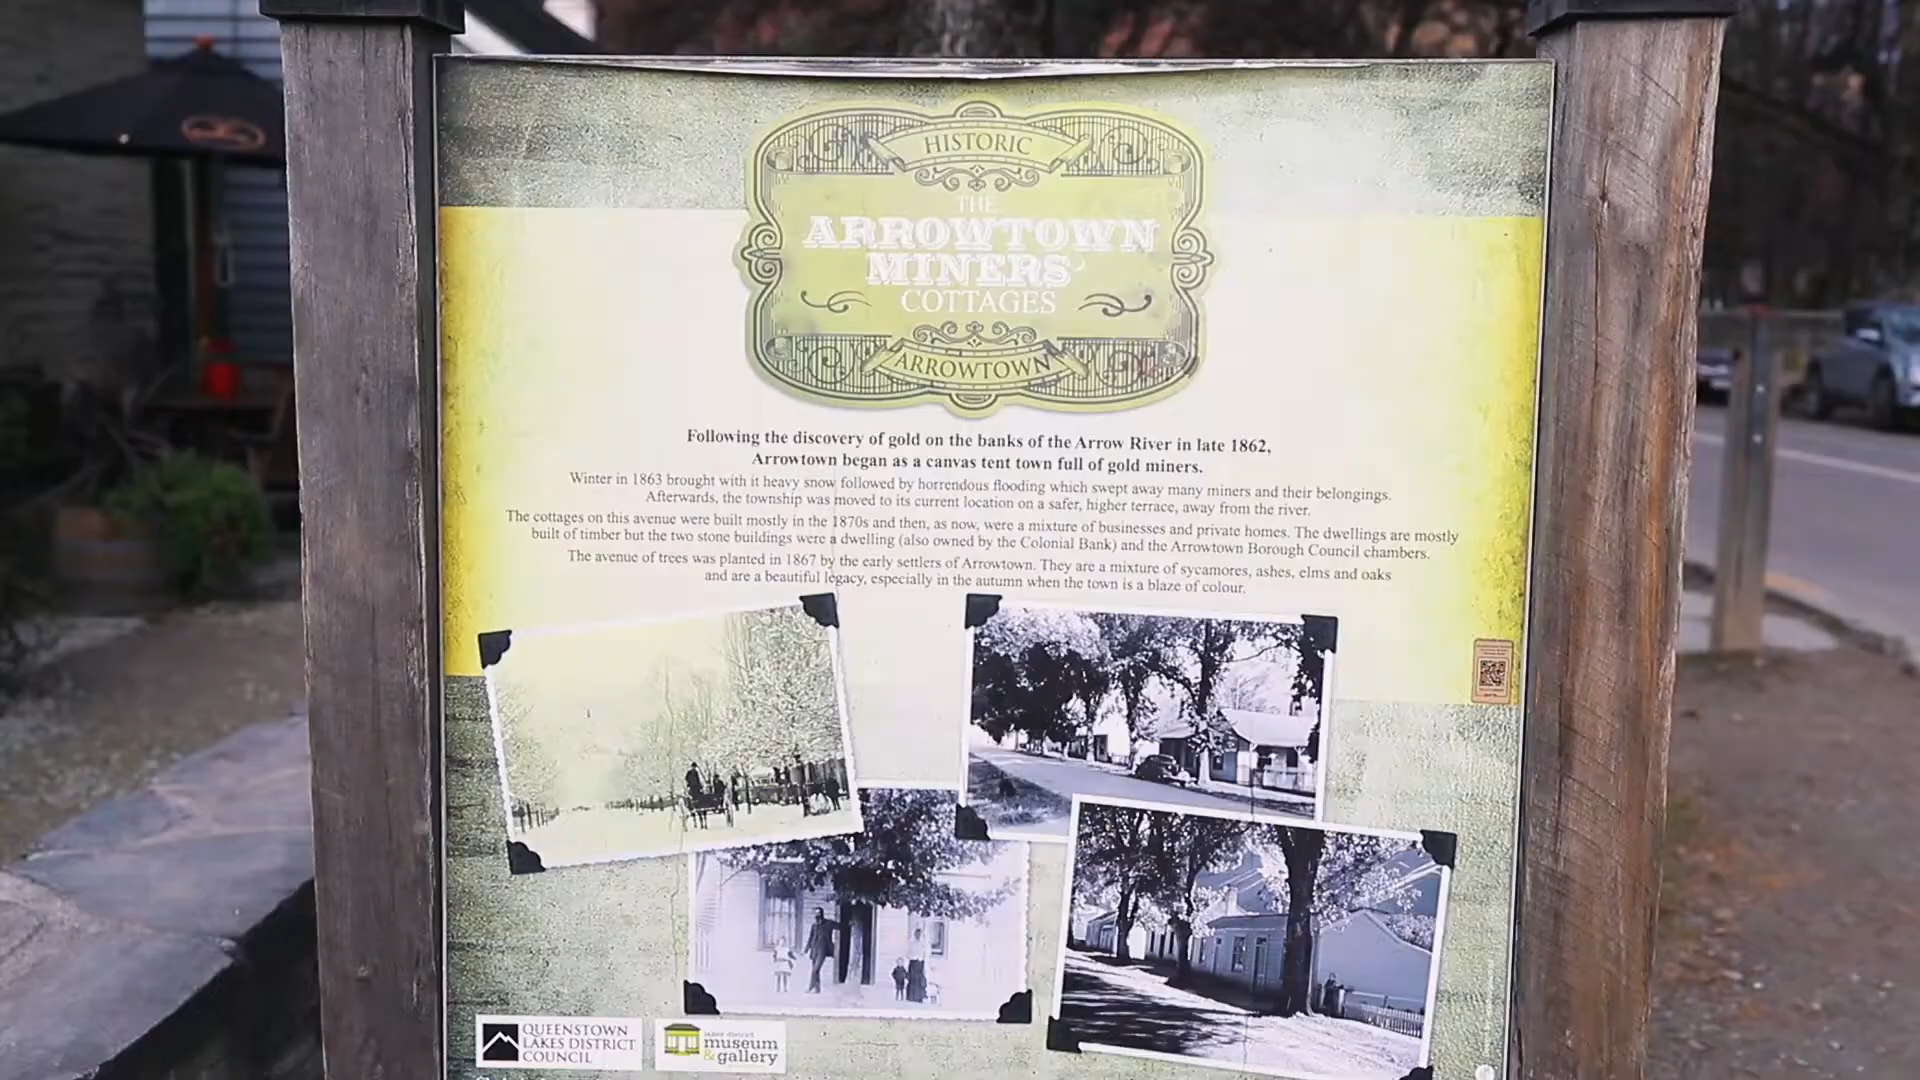 HISTORIC
THE
ARROWTOWN
MINERS'
COTTAGES
ARROWTOWN
Following the discovery of gold on the banks of the Arrow River in late 1862,
Arrowtown began as a canvas tent town full of gold miners.
Winter in 1863 brought with it heavy snow followed by horrendous flooding which swept away many miners and their belongings.
Afterwards, the township was moved to its current location on a safer, higher terrace, away from the river.
The cottages on this avenue were built mostly in the 1870s and then, as now, were a mixture of businesses and private homes. The dwellings are mostly
built of timber but the two stone buildings were a dwelling (also owned by the Colonial Bank) and the Arrowtown Borough Council chambers.
The avenue of trees was planted in 1867 by the early settlers of Arrowtown. They are a mixture of sycamores, ashes, elms and oaks
and are a beautiful legacy, especially in the autumn when the town is a blaze of colour.
QUEENSTOWN
LAKES DISTRICT
COUNCIL
lakes district
museum
& gallery